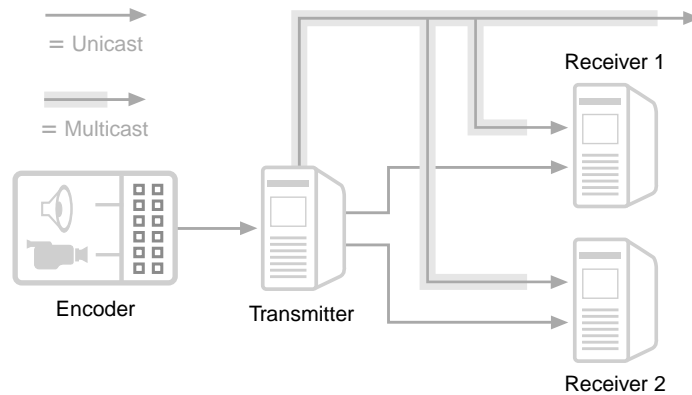 = Unicast
Receiver 1
= Multicast
Encoder
Transmitter
Receiver 2